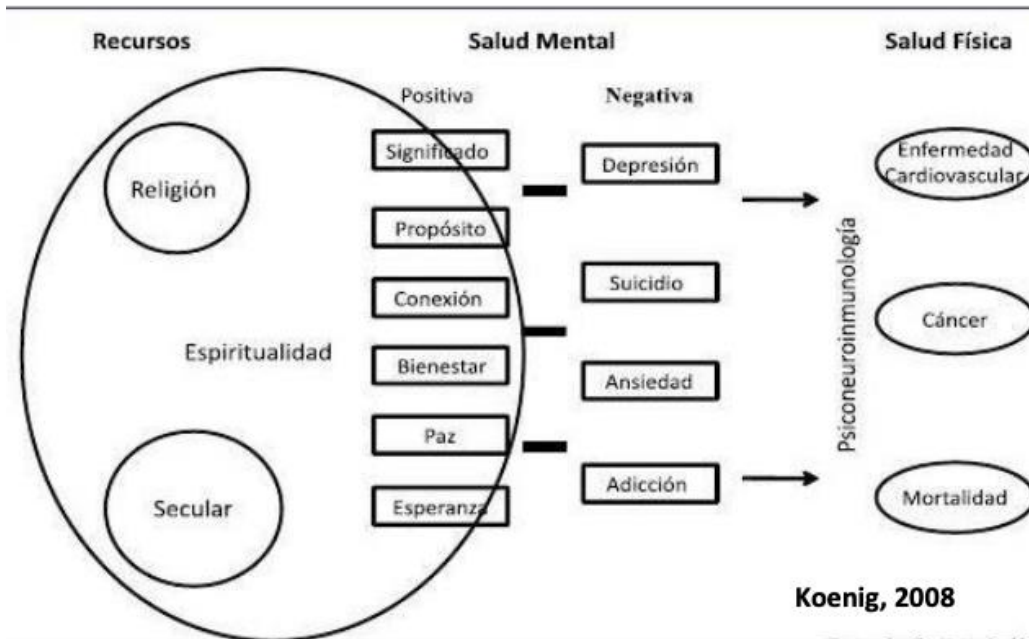 Recursos
Salud Mental
Salud Física
Positiva
Negativa
Religión
Espiritualidad
Secular
Significado
Propósito
Conexión
Bienestar
Paz
Esperanza
Depresión
Suicidio
Ansiedad
Adicción
Psiconeuroinmunología
Enfermedad
Cardiovascular
Cáncer
Mortalidad
Koenig, 2008